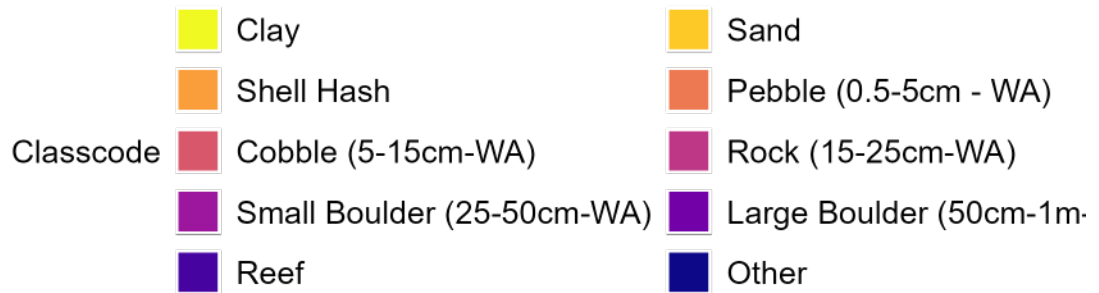 Clay Sand
Shell Hash Pebble (0.5-5cm - WA)
Classcode Cobble (5-15cm-WA) Rock (15-25cm-WA)
Small Boulder (25-50cm-WA) Large Boulder (50cm-1m-
Reef Other